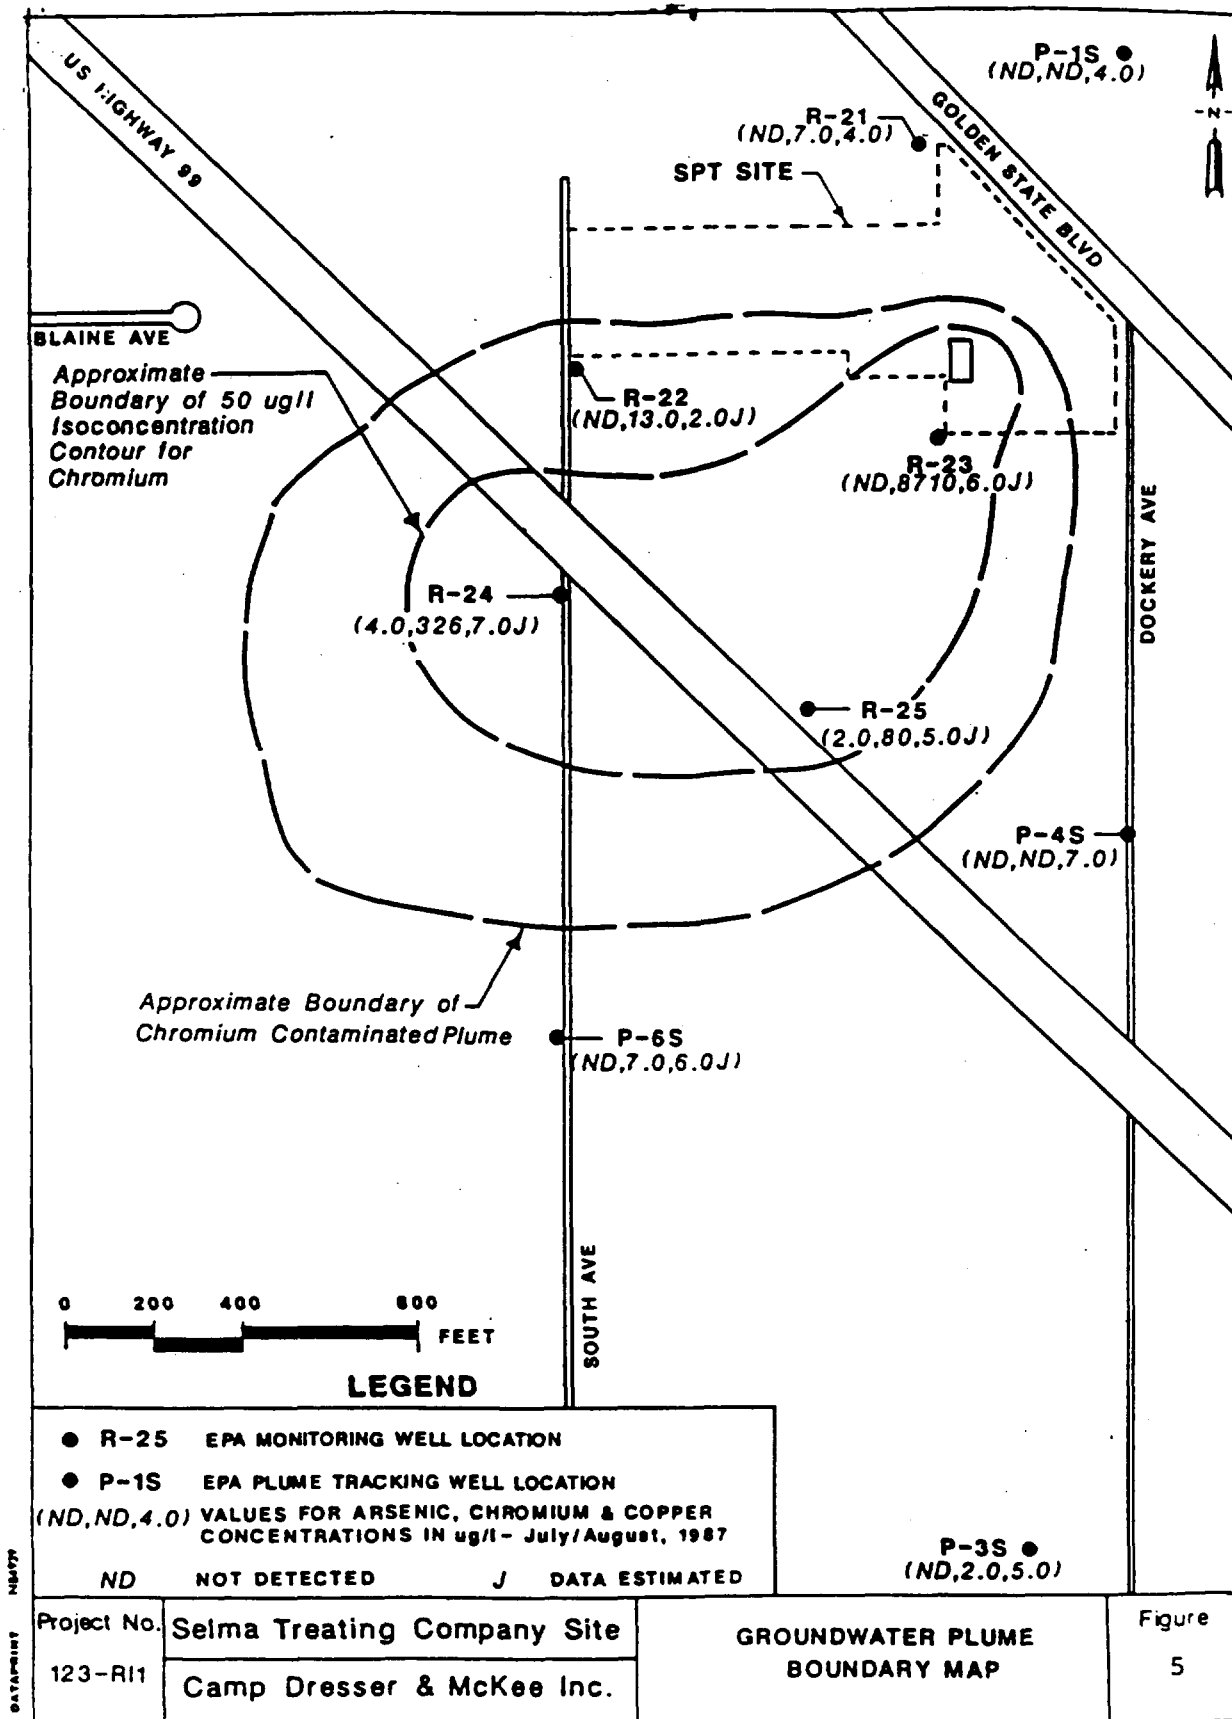 P-1S
(ND,ND,4.0)
-N-
US HIGHWAY 99
R-21
(ND,7.0,4.0)
GOLDEN STATE BLVD
SPT SITE
BLAINE AVE
Approximate
Boundary of 50 ug/l
Isoconcentration
Contour for
Chromium
R-22
(ND,13.0,2.0J)
R-23
(ND,8710,6.0J)
DOCKERY AVE
R-24
(4.0,326,7.0J)
R-25
(2.0,80,5.0J)
P-4S
(ND,ND,7.0)
Approximate Boundary of
Chromium Contaminated Plume
P-6S
(ND,7.0,6.0J)
SOUTH AVE
0 200 400 800
FEET
LEGEND
R-25 EPA MONITORING WELL LOCATION
P-1S EPA PLUME TRACKING WELL LOCATION
(ND,ND,4.0) VALUES FOR ARSENIC, CHROMIUM & COPPER
CONCENTRATIONS IN ug/l- July/August, 1987
ND NOT DETECTED J DATA ESTIMATED
P-3S
(ND,2.0,5.0)
DATAPRINT
Project No.
123-RI1
Selma Treating Company Site
Camp Dresser & McKee Inc.
GROUNDWATER PLUME
BOUNDARY MAP
Figure
5